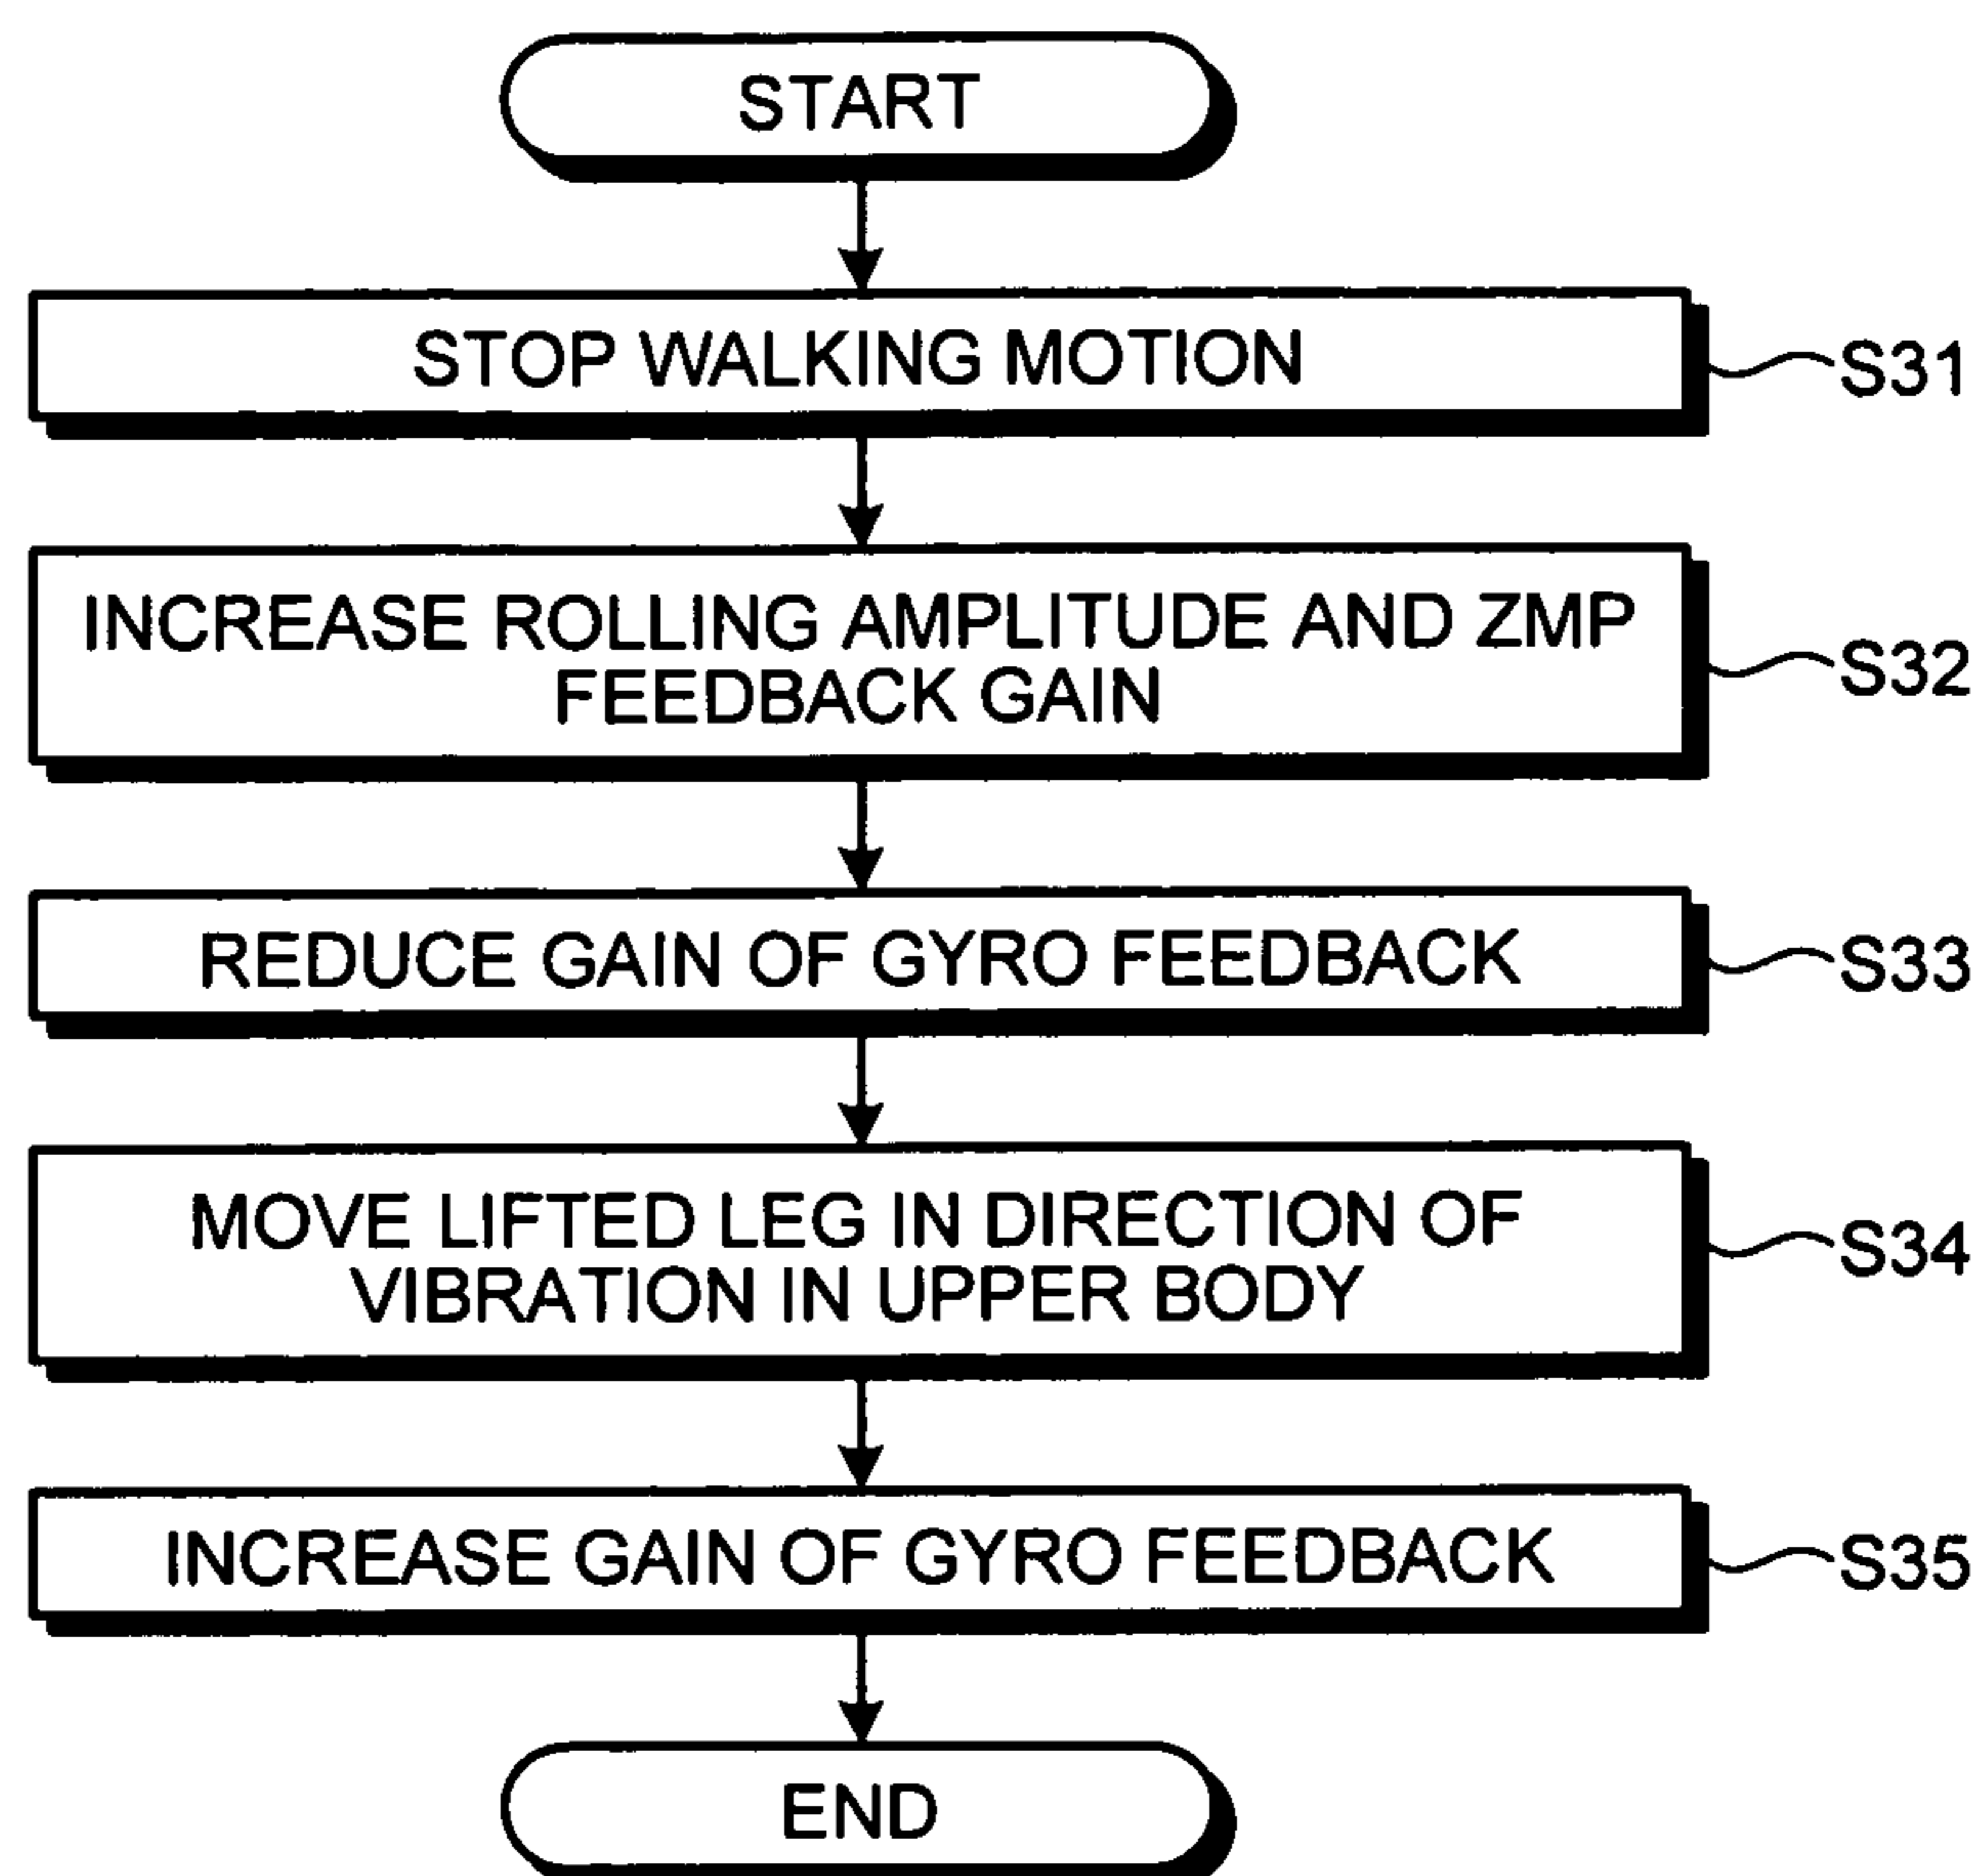 START
STOP WALKING MOTION
S31
INCREASE ROLLING AMPLITUDE AND ZMP
FEEDBACK GAIN
S32
REDUCE GAIN OF GYRO FEEDBACK
S33
MOVE LIFTED LEG IN DIRECTION OF
VIBRATION IN UPPER BODY
S34
INCREASE GAIN OF GYRO FEEDBACK
S35
END